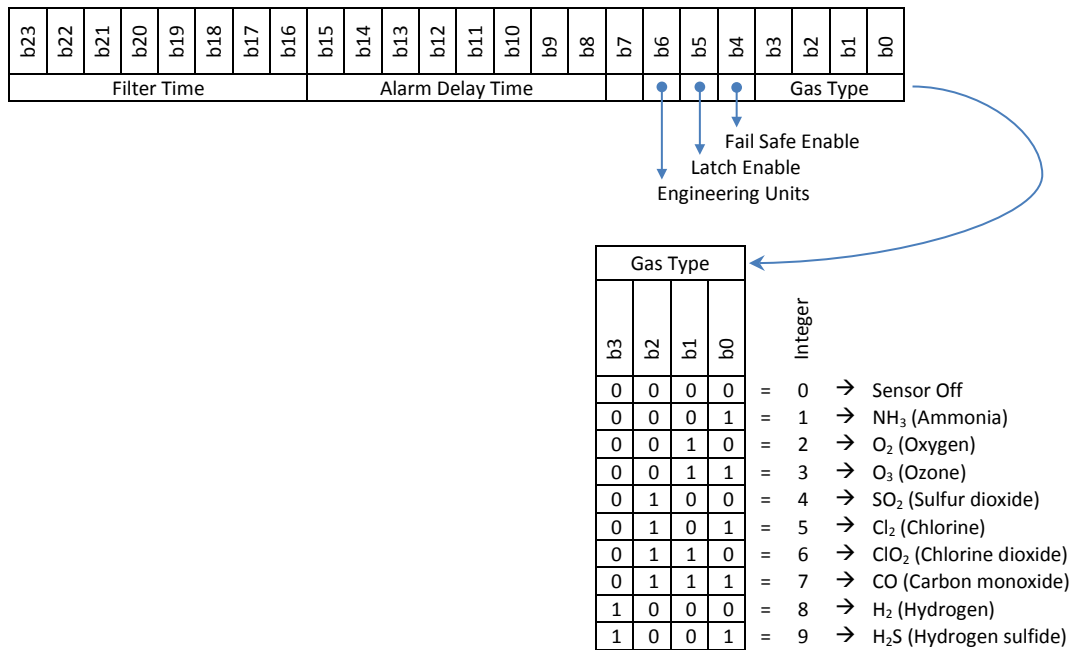 b23 b22 b21 b20 b19 b18 b17 b16 b15 b14 b13 b12 b11 b10 b9 b8 b7 b6 b5 b4 b3 b2 b1 b0
Filter Time Alarm Delay Time Gas Type
Fail Safe Enable
Latch Enable
Engineering Units
Gas Type
b3 b2 b1 b0 Integer
0 0 0 0 = 0 → Sensor Off
0 0 0 1 = 1 → NH₃ (Ammonia)
0 0 1 0 = 2 → O₂ (Oxygen)
0 0 1 1 = 3 → O₃ (Ozone)
0 1 0 0 = 4 → SO₂ (Sulfur dioxide)
0 1 0 1 = 5 → Cl₂ (Chlorine)
0 1 1 0 = 6 → ClO₂ (Chlorine dioxide)
0 1 1 1 = 7 → CO (Carbon monoxide)
1 0 0 0 = 8 → H₂ (Hydrogen)
1 0 0 1 = 9 → H₂S (Hydrogen sulfide)